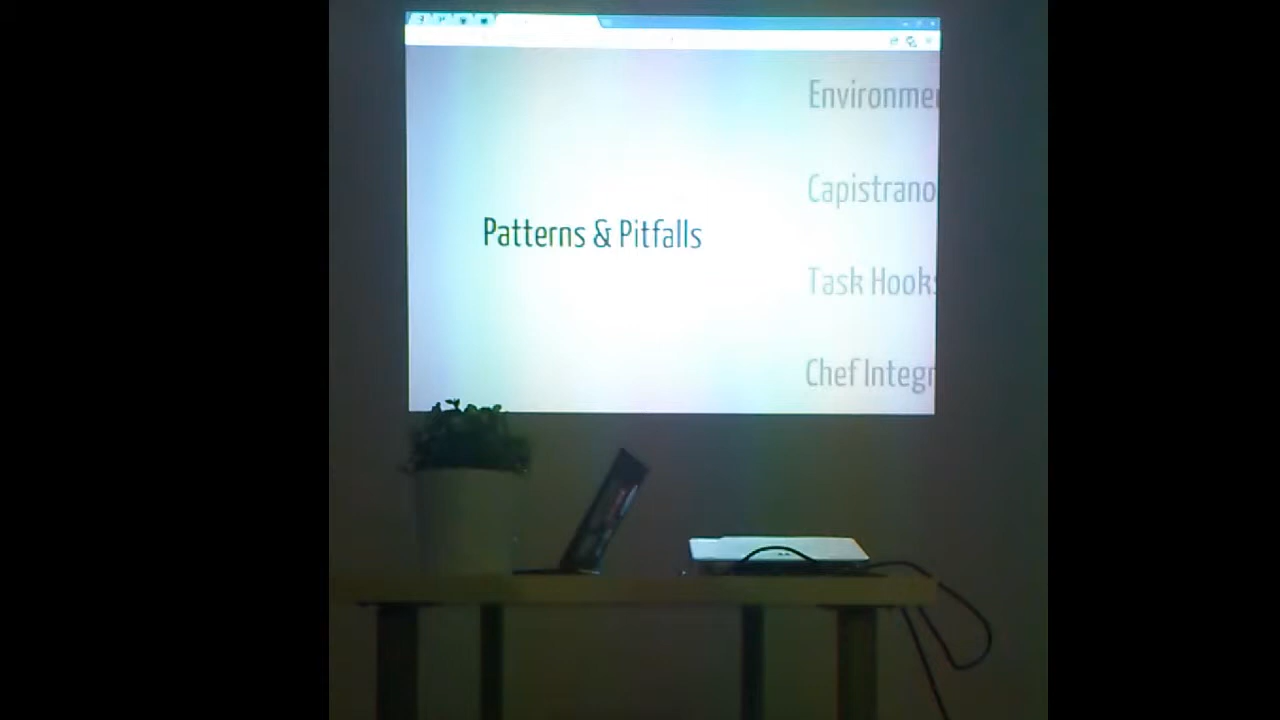 Patterns & Pitfalls
Environme
Capistrano
Task Hooks
Chef Integr